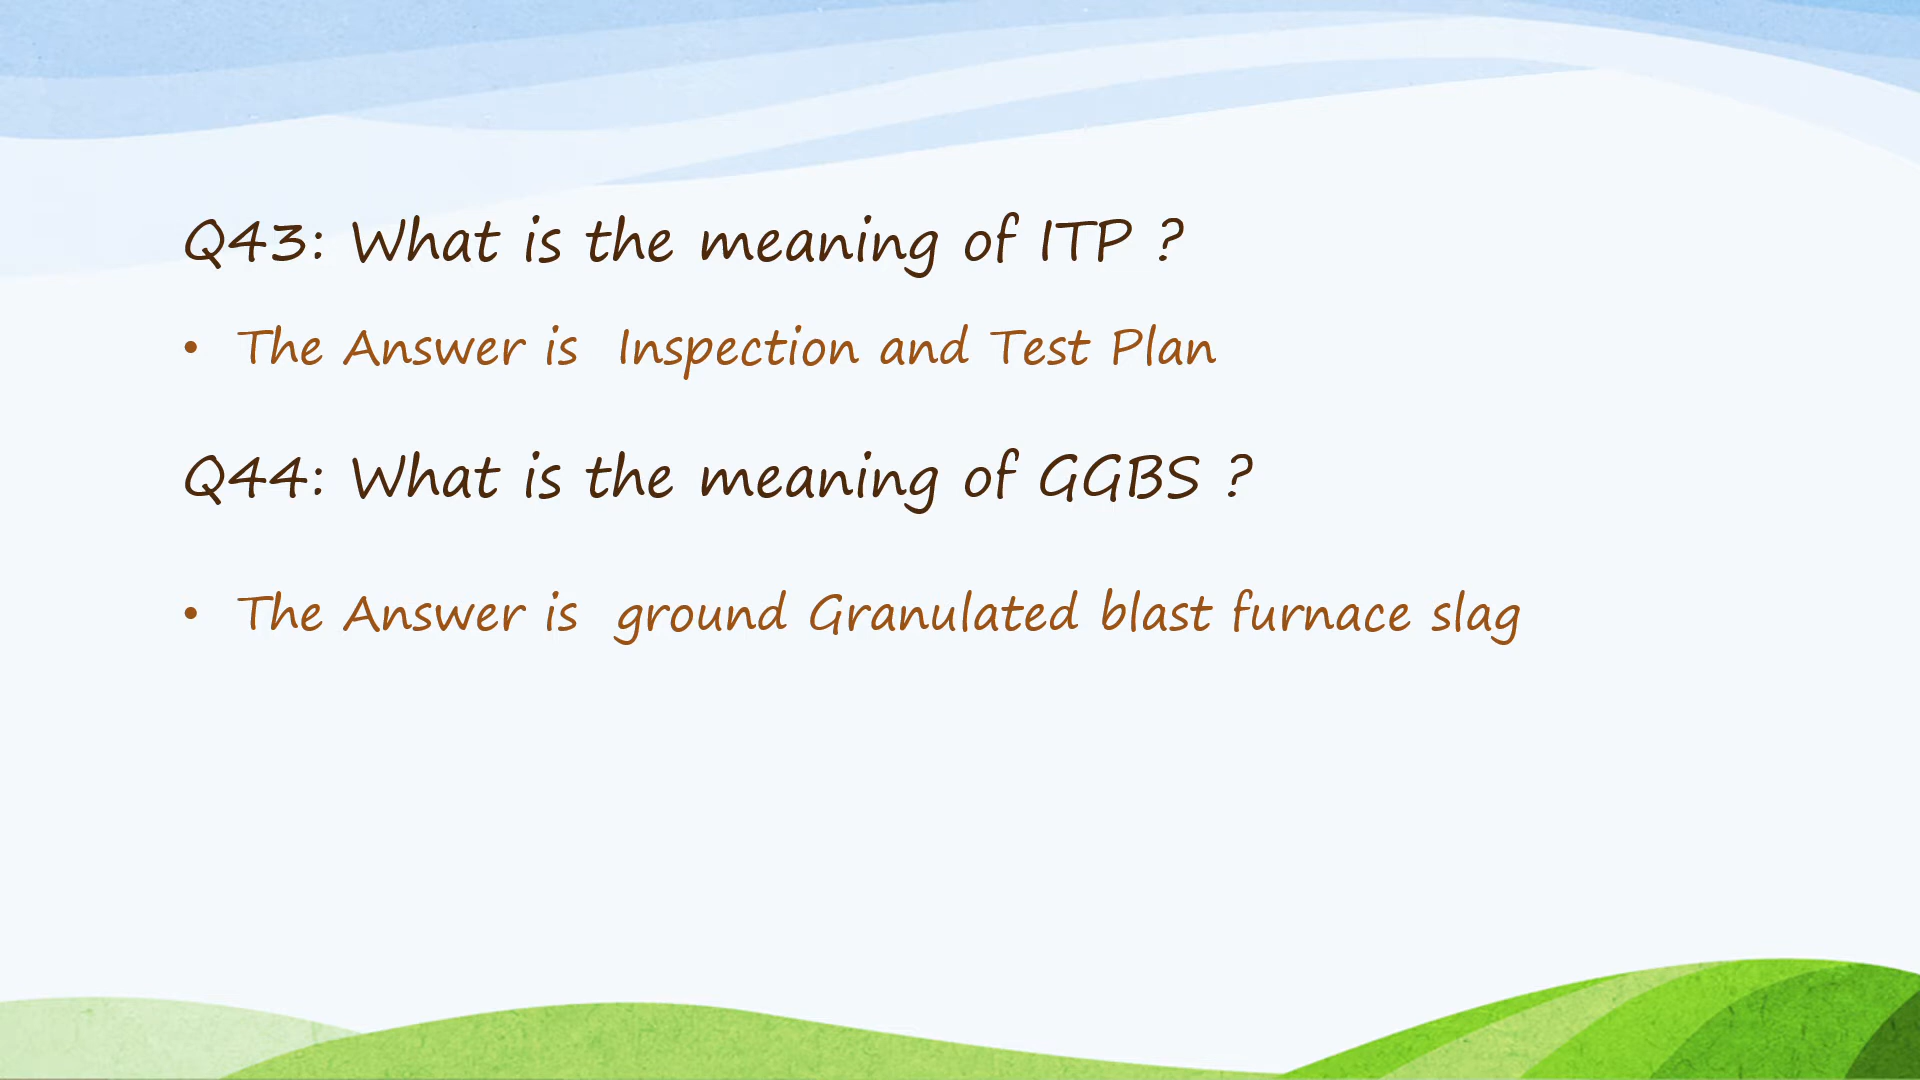 Q43: What is the meaning of ITP ?
• The Answer is  Inspection and Test Plan
Q44: What is the meaning of GGBS ?
• The Answer is  ground Granulated blast furnace slag